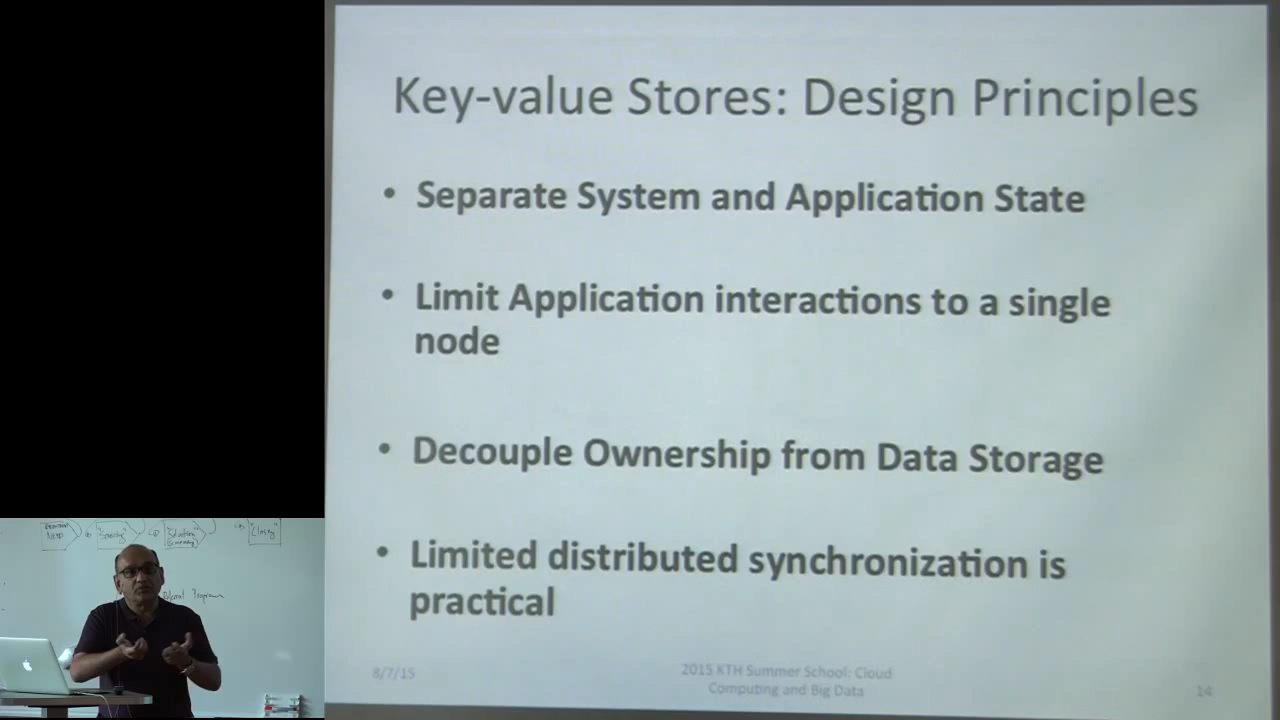 Key-value Stores: Design Principles
• Separate System and Application State
• Limit Application interactions to a single
node
• Decouple Ownership from Data Storage
• Limited distributed synchronization is
practical
8/7/15
2015 KTH Summer School: Cloud
Computing and Big Data
14
"Closing"